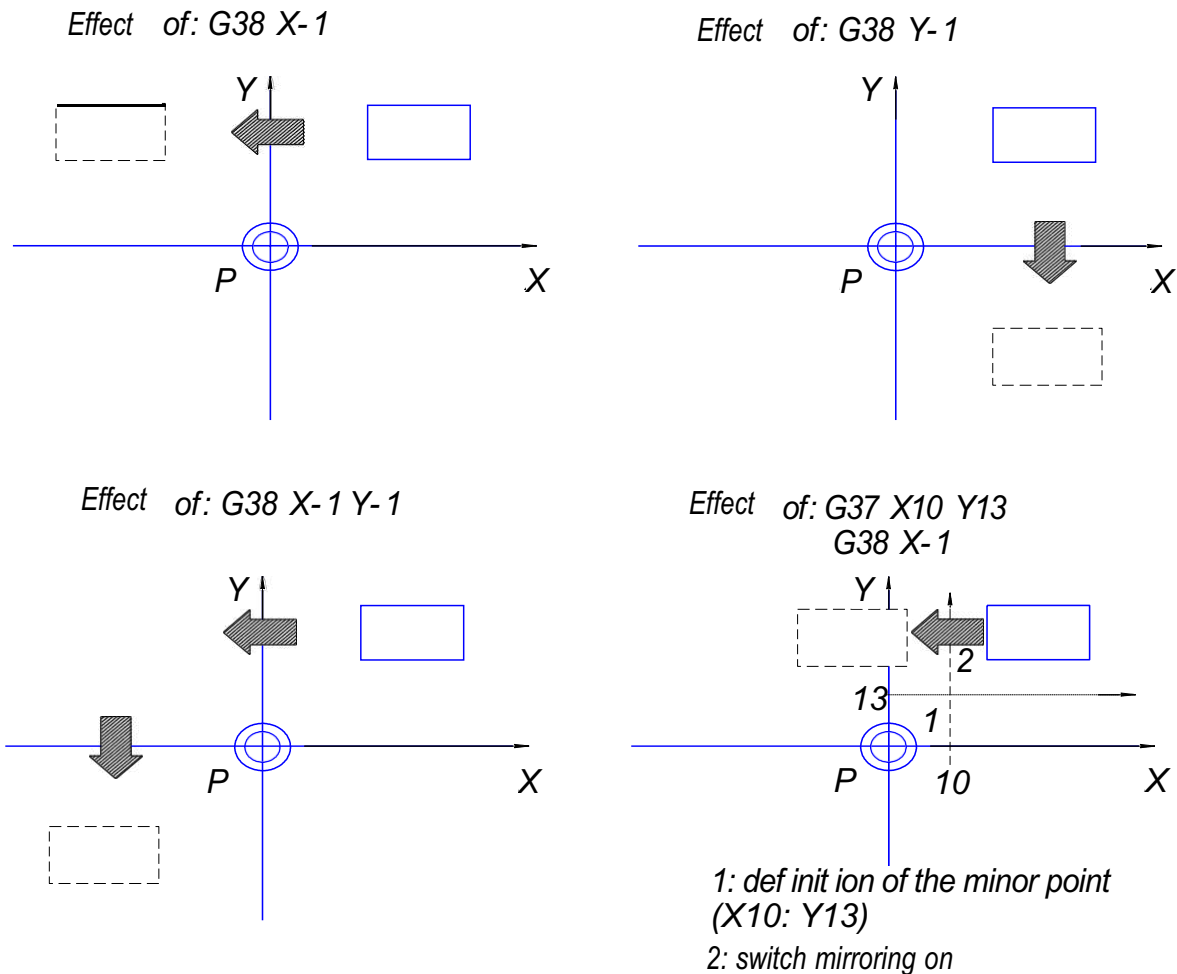 Effect of: G38 X-1
Y
P
X
Effect of: G38 Y-1
Y
P
X
Effect of: G38 X-1 Y-1
Y
P
X
Effect of: G37 X10 Y13
G38 X-1
Y
2
13
1
P
10
X
1: def init ion of the minor point
(X10: Y13)
2: switch mirroring on